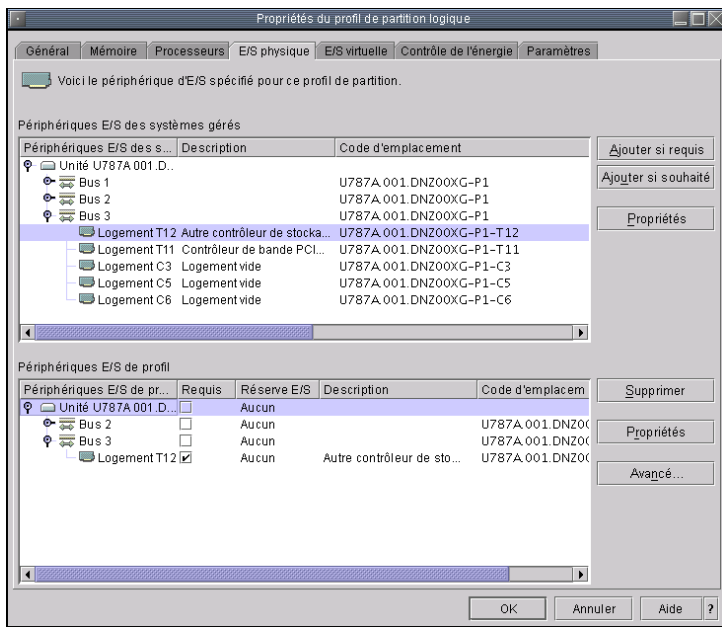 Propriétés du profil de partition logique
Général Mémoire Processeurs E/S physique E/S virtuelle Contrôle de l'énergie Paramètres
Voici le périphérique d'E/S spécifié pour ce profil de partition.
Périphériques E/S des systèmes gérés
Périphériques E/S des s... Description Code d'emplacement
Unité U787A 001.D..
Bus 1 U787A.001.DNZ00XG-P1
Bus 2 U787A.001.DNZ00XG-P1
Bus 3 U787A.001.DNZ00XG-P1
Logement T12 Autre contrôleur de stocka... U787A.001.DNZ00XG-P1-T12
Logement T11 Contrôleur de bande PCI... U787A.001.DNZ00XG-P1-T11
Logement C3 Logement vide U787A.001.DNZ00XG-P1-C3
Logement C5 Logement vide U787A.001.DNZ00XG-P1-C5
Logement C6 Logement vide U787A.001.DNZ00XG-P1-C6
Ajouter si requis
Ajouter si souhaité
Propriétés
Périphériques E/S de profil
Périphériques E/S de pr... Requis Réserve E/S Description Code d'emplacem
Unité U787A 001.D... Aucun
Bus 2 Aucun U787A.001.DNZ0
Bus 3 Aucun U787A.001.DNZ0
Logement T12 Aucun Autre contrôleur de sto... U787A.001.DNZ0
Supprimer
Propriétés
Avancé...
OK Annuler Aide ?